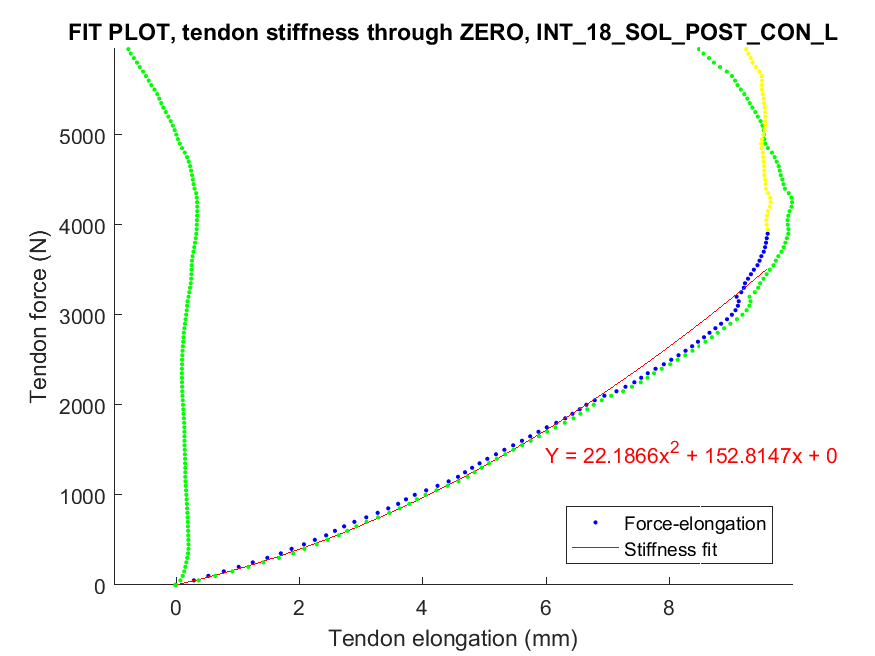 FIT PLOT, tendon stiffness through ZERO, INT_18_SOL_POST_CON_L
5000
4000
3000
2000
1000
0
Tendon force (N)
Y = 22.1866x² + 152.8147x + 0
Force-elongation
Stiffness fit
0 2 4 6 8
Tendon elongation (mm)